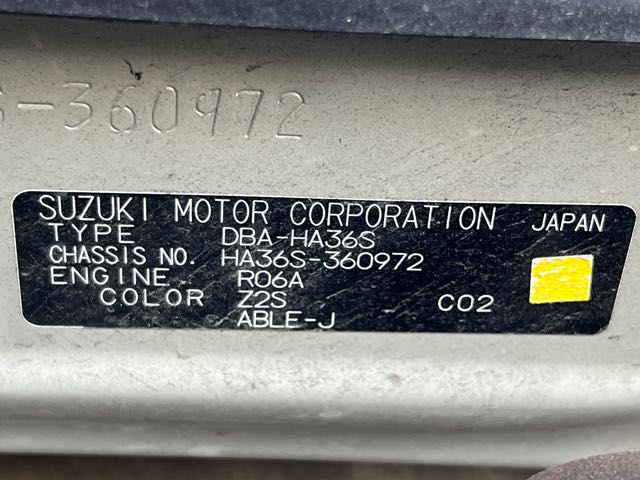 S-360972
SUZUKI MOTOR CORPORATION JAPAN
TYPE DBA-HA36S
CHASSIS NO. HA36S-360972
ENGINE R06A
COLOR Z2S C02
ABLE-J